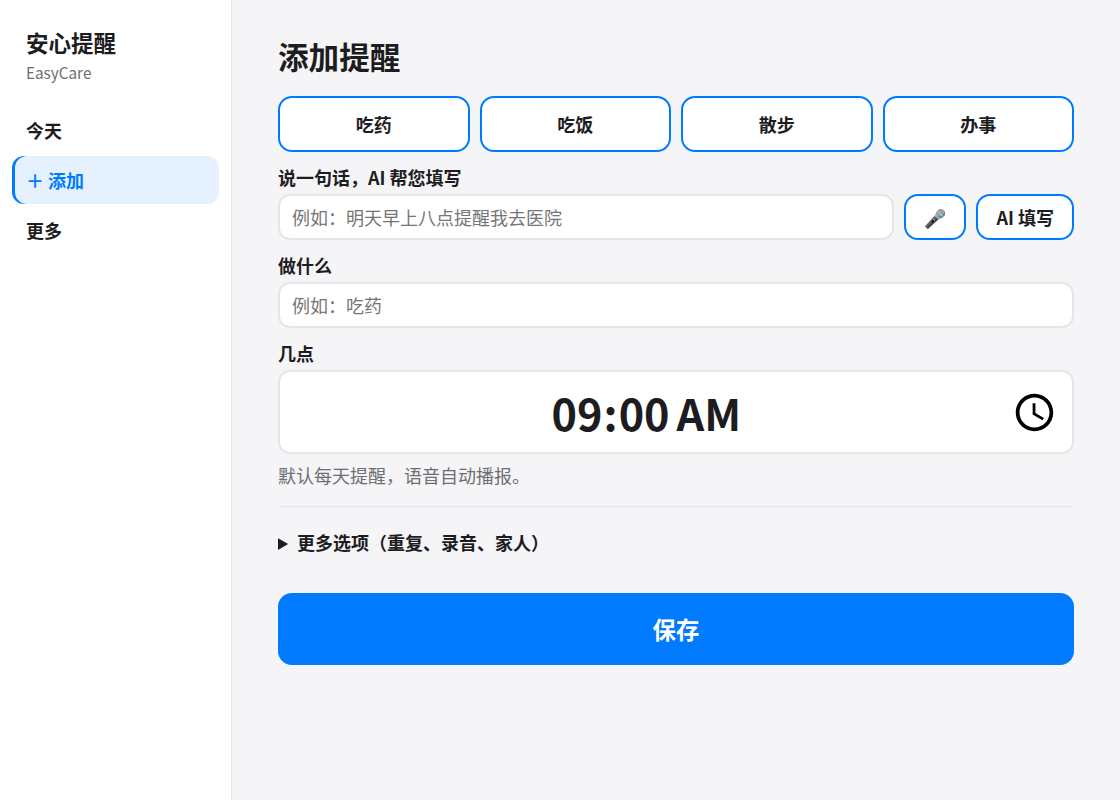 安心提醒
EasyCare
今天
+ 添加
更多
添加提醒
吃药
吃饭
散步
办事
说一句话，AI 帮您填写
例如：明天早上八点提醒我去医院
AI 填写
做什么
例如：吃药
几点
09:00 AM
默认每天提醒，语音自动播报。
更多选项（重复、录音、家人）
保存